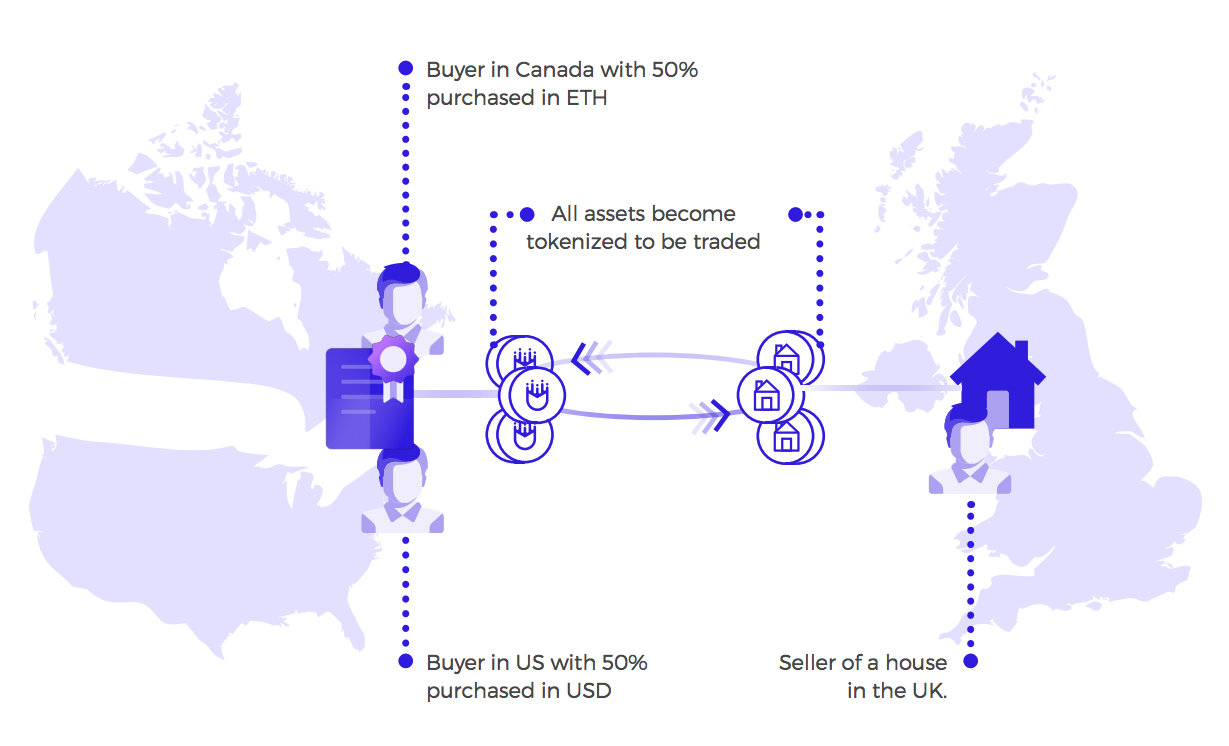 Buyer in Canada with 50%
purchased in ETH
All assets become
tokenized to be traded
Buyer in US with 50%
purchased in USD
Seller of a house
in the UK.